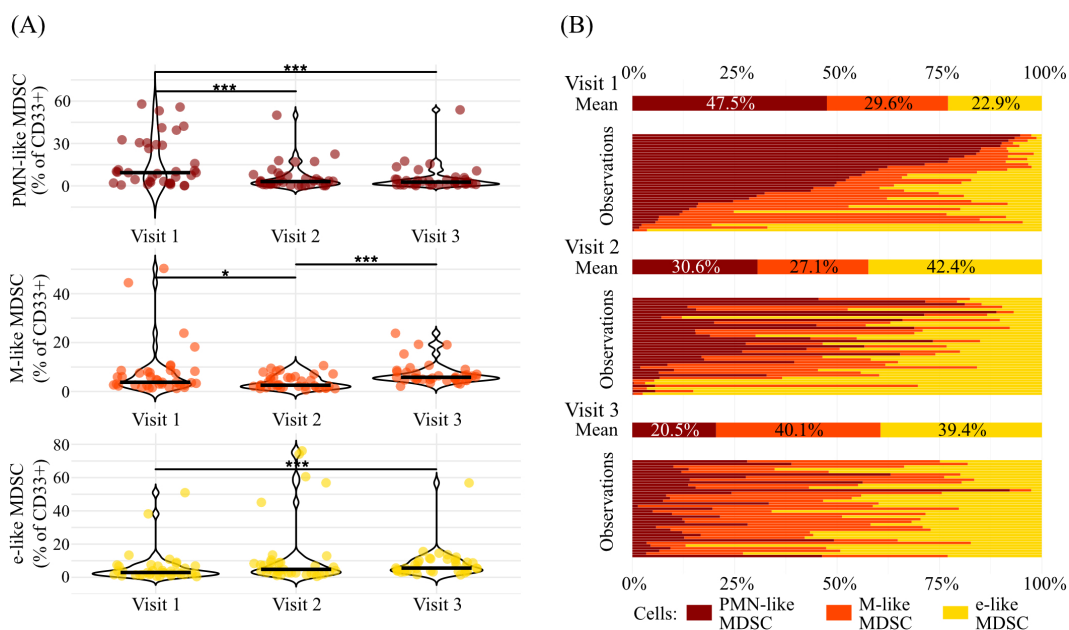 (A)
PMN-like MDSC
(% of CD33+)
60
30
0
***
***
Visit 1
Visit 2
Visit 3
M-like MDSC
(% of CD33+)
40
20
0
*
***
Visit 1
Visit 2
Visit 3
e-like MDSC
(% of CD33+)
80
60
40
20
0
***
Visit 1
Visit 2
Visit 3
(B)
0%
25%
50%
75%
100%
Visit 1
Mean
47.5%
29.6%
22.9%
Observations
Visit 2
Mean
30.6%
27.1%
42.4%
Observations
Visit 3
Mean
20.5%
40.1%
39.4%
Observations
0%
25%
50%
75%
100%
Cells:
PMN-like
MDSC
M-like
MDSC
e-like
MDSC